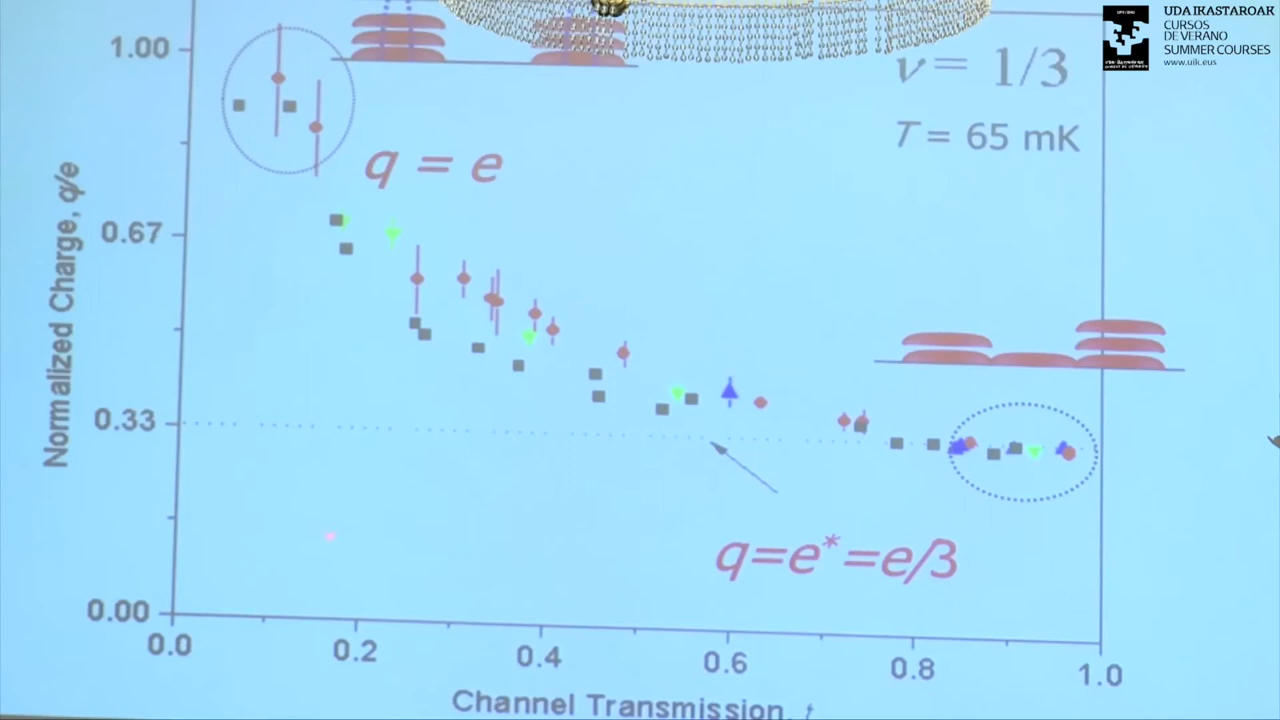 UDA IKASTAROAK
CURSOS
DE VERANO
SUMMER COURSES
www.uik.eus
ν = 1/3
T = 65 mK
q = e
q=e*=e/3
Normalized Charge, q/e
1.00
0.67
0.33
0.00
0.0 0.2 0.4 0.6 0.8 1.0
Channel Transmission, t